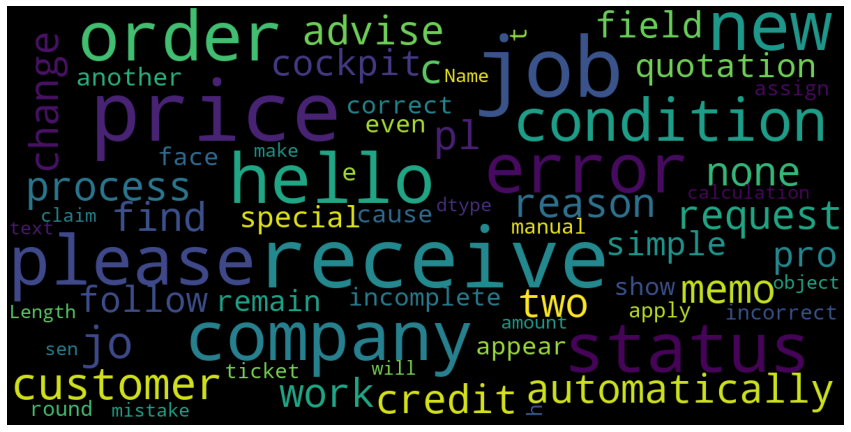 order
advise
field
new
t
change
another
cockpit
c
Name
job
quotation
assign
price
correct
even
pl
condition
face
make
hello
e
error
none
process
claim
text
find
special
cause
dtype
manual
reason
calculation
request
please
receive
simple
pro
Length
follow
remain
incomplete
two
show
memo
object
apply
incorrect
jo
sen
company
amount
appear
status
customer
ticket
will
work
credit
automatically
round
mistake
h